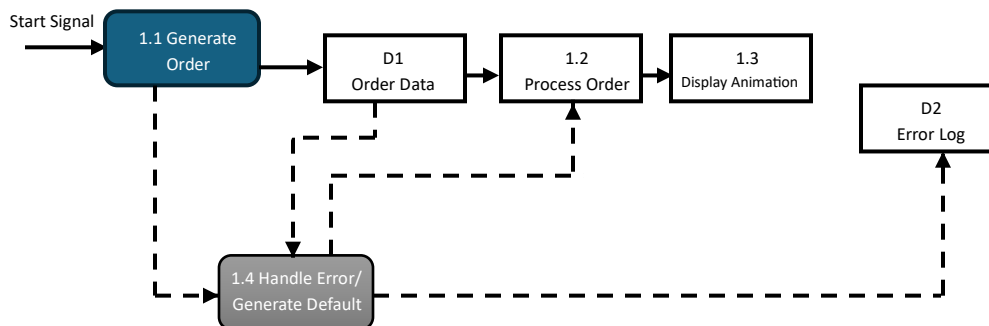 Start Signal
1.1 Generate
Order
D1
Order Data
1.2
Process Order
1.3
Display Animation
D2
Error Log
1.4 Handle Error/
Generate Default